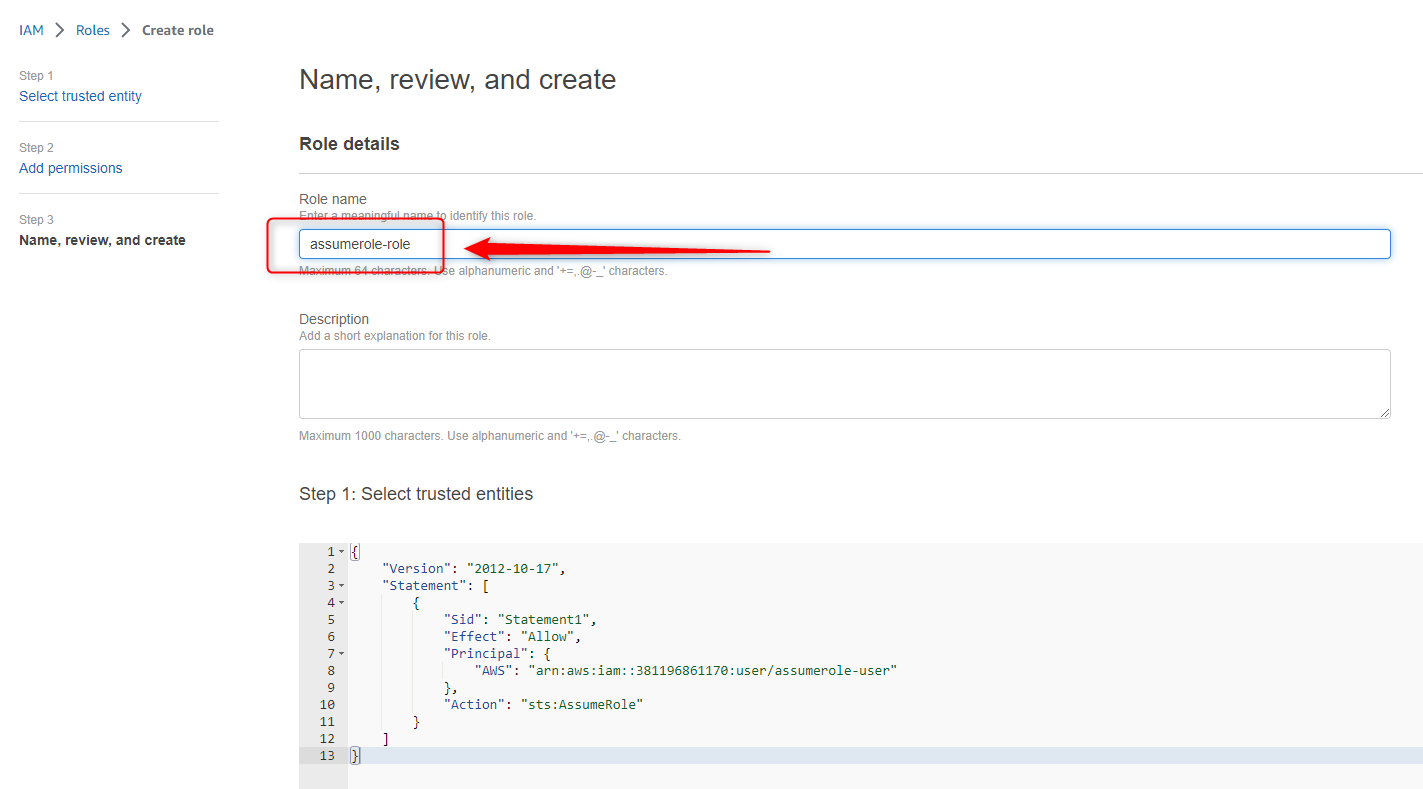 IAM > Roles > Create role
Step 1
Select trusted entity
Step 2
Add permissions
Step 3
Name, review, and create
Name, review, and create
Role details
Role name
Enter a meaningful name to identify this role.
assumerole-role
Maximum 64 characters. Use alphanumeric and '+=,.@-_' characters.
Description
Add a short explanation for this role.
Maximum 1000 characters. Use alphanumeric and '+=,.@-_' characters.
Step 1: Select trusted entities
1 {
2 "Version": "2012-10-17",
3 "Statement": [
4 {
5 "Sid": "Statement1",
6 "Effect": "Allow",
7 "Principal": {
8 "AWS": "arn:aws:iam::381196861170:user/assumerole-user"
9 },
10 "Action": "sts:AssumeRole"
11 }
12 ]
13 }